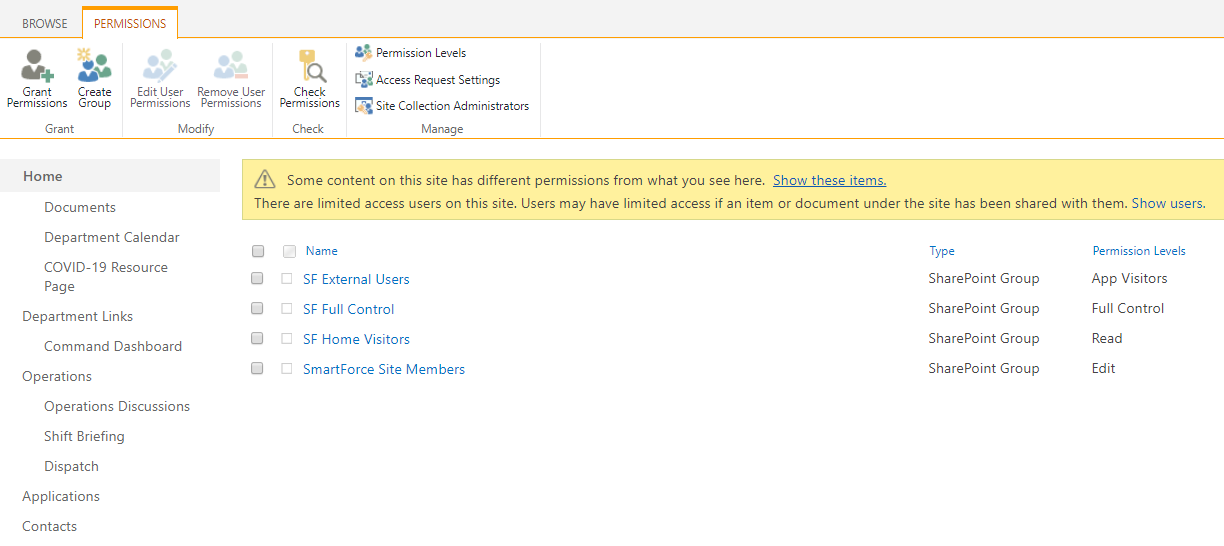 BROWSE PERMISSIONS
Grant Permissions
Create Group
Edit User Permissions
Remove User Permissions
Check Permissions
Permission Levels
Access Request Settings
Site Collection Administrators
Grant Modify Check Manage
Home
Documents
Department Calendar
COVID-19 Resource
Page
Department Links
Command Dashboard
Operations
Operations Discussions
Shift Briefing
Dispatch
Applications
Contacts
Some content on this site has different permissions from what you see here. Show these items.
There are limited access users on this site. Users may have limited access if an item or document under the site has been shared with them. Show users.
Name Type Permission Levels
SF External Users SharePoint Group App Visitors
SF Full Control SharePoint Group Full Control
SF Home Visitors SharePoint Group Read
SmartForce Site Members SharePoint Group Edit